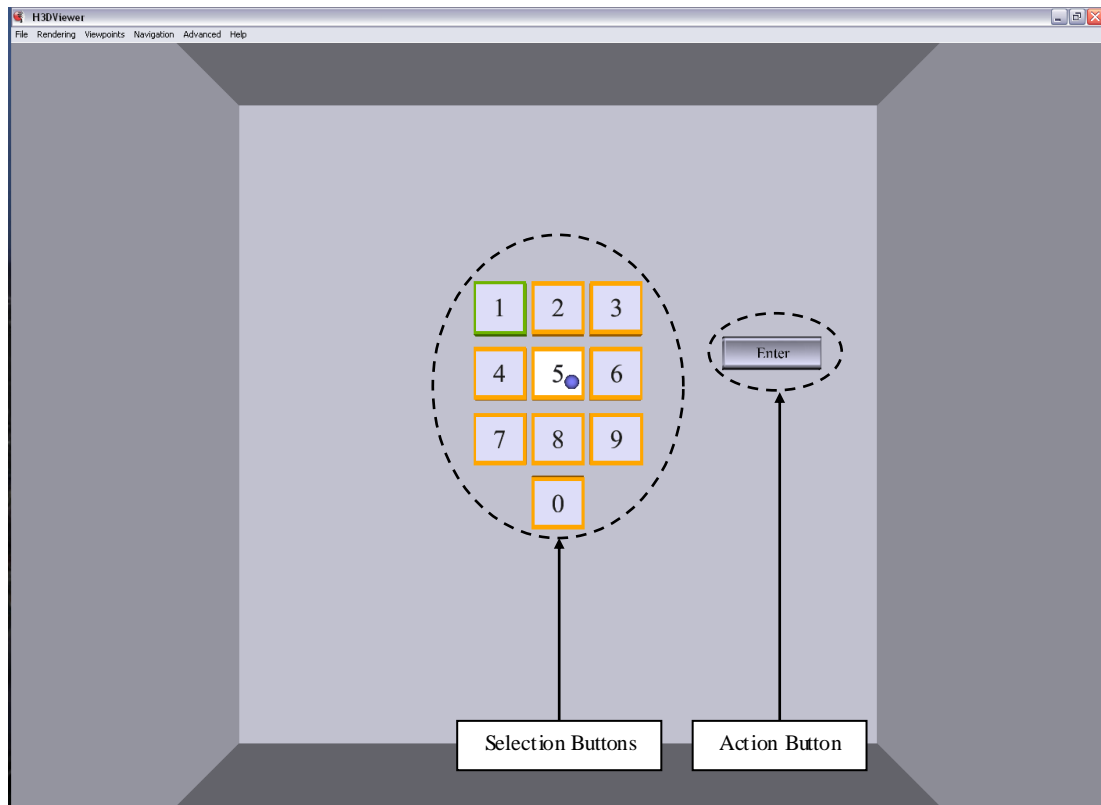 H3DViewer
File Rendering Viewpoints Navigation Advanced Help
1 2 3
4 5 6
Enter
7 8 9
0
Selection Buttons Action Button